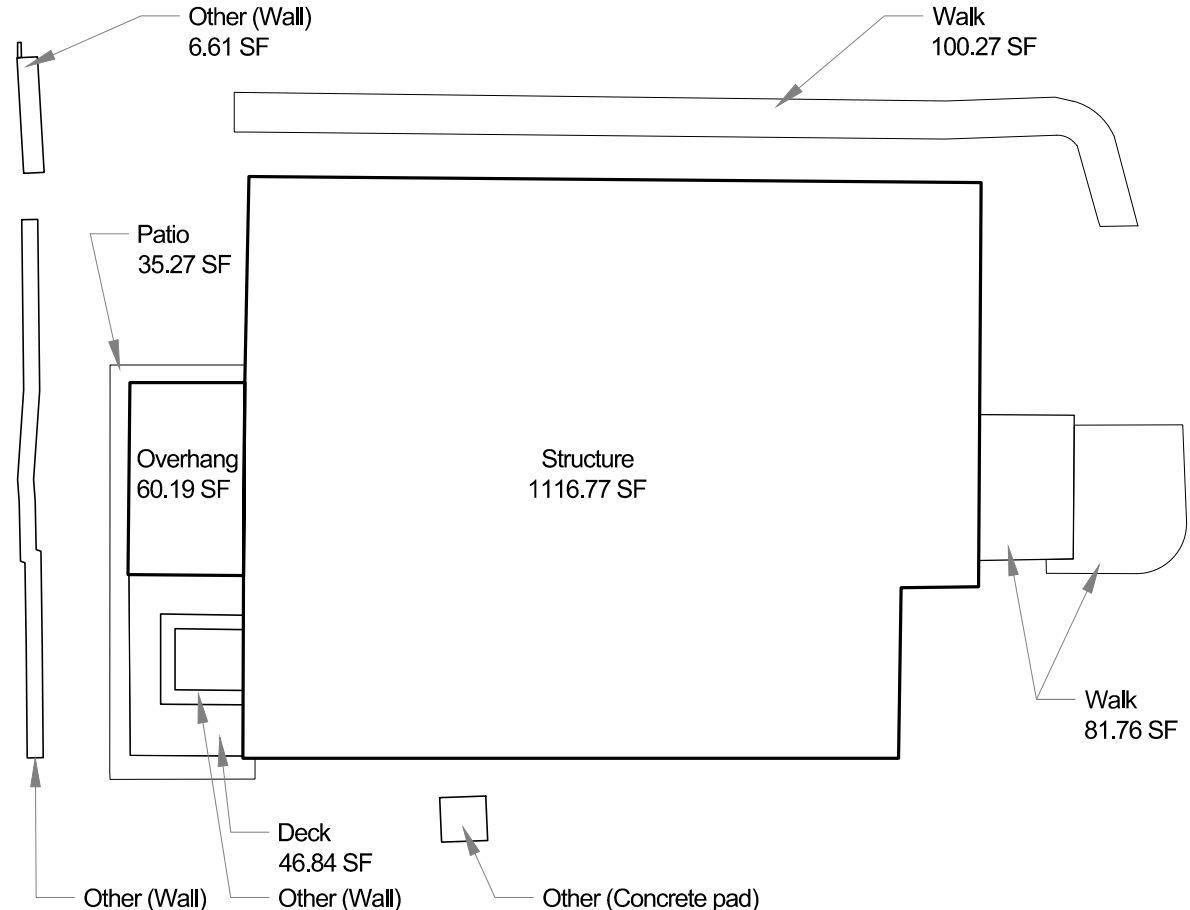 Other (Wall)
6.61 SF
Walk
100.27 SF
Patio
35.27 SF
Overhang
60.19 SF
Structure
1116.77 SF
Walk
81.76 SF
Deck
46.84 SF
Other (Wall)
Other (Wall)
Other (Concrete pad)